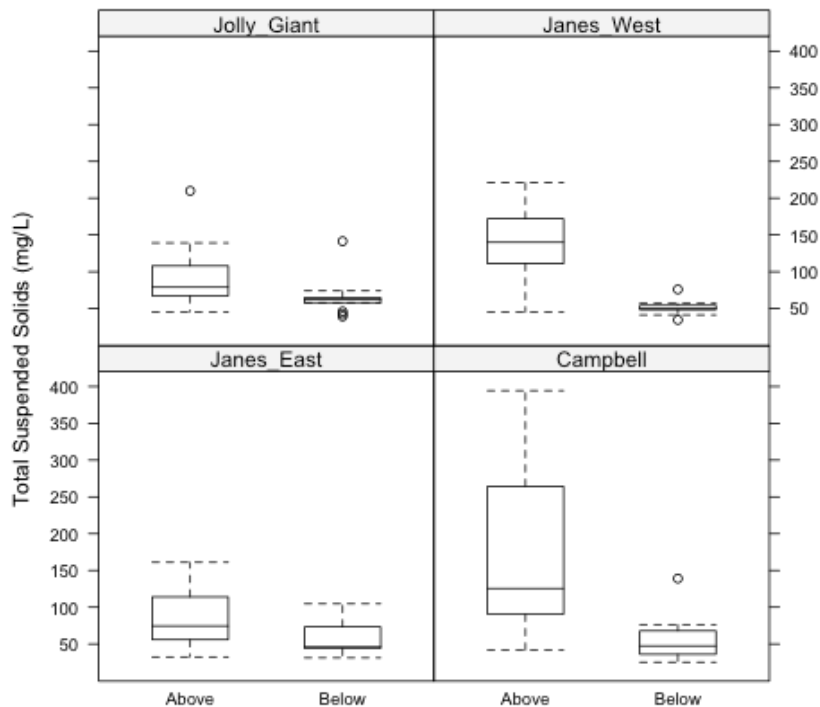 Jolly_Giant
Janes_West
400
350
300
250
200
150
100
50
Total Suspended Solids (mg/L)
Janes_East
Campbell
400
350
300
250
200
150
100
50
Above
Below
Above
Below